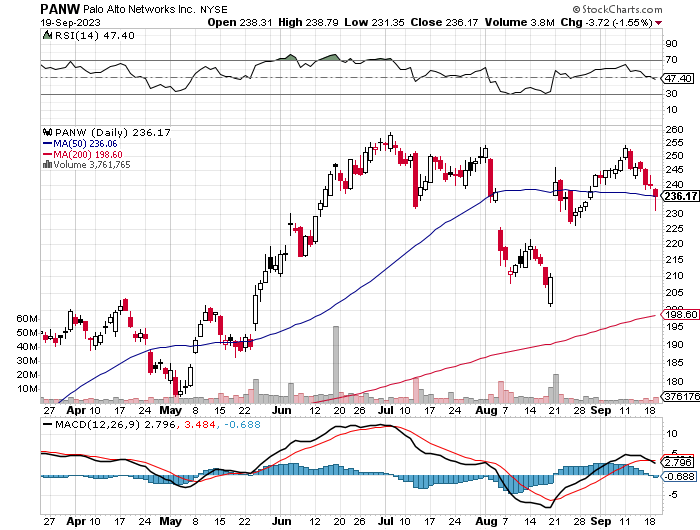 PANW Palo Alto Networks Inc. NYSE © StockCharts.com
19-Sep-2023 Open 238.31 High 238.79 Low 231.35 Close 236.17 Volume 3.8M Chg -3.72 (-1.55%)
RSI(14) 47.40
90
70
47.40
30
10
PANW (Daily) 236.17
MA(50) 236.06
MA(200) 198.60
Volume 3,761,765
260
255
250
245
240
236.17
230
225
220
215
210
205
198.60
195
190
185
180
60M
50M
40M
30M
20M
10M
376176
27 Apr 10 17 24 May 8 15 22 Jun 12 20 26 Jul 10 17 24 Aug 7 14 21 28 Sep 11 18
MACD(12,26,9) 2.796, 3.484, -0.688
10
2.796
-0.688
-5
27 Apr 10 17 24 May 8 15 22 Jun 12 20 26 Jul 10 17 24 Aug 7 14 21 28 Sep 11 18